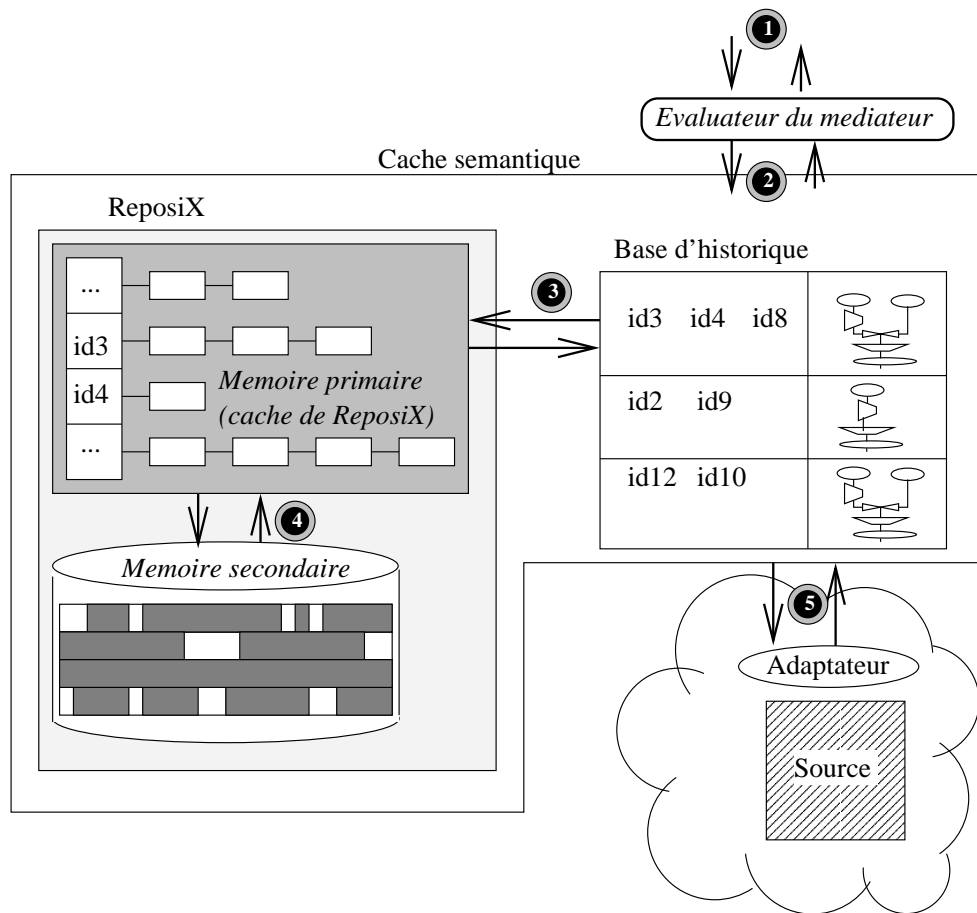 1
Evaluateur du mediateur
Cache semantique
2
ReposiX
Base d'historique
...
id3
id4
...
Memoire primaire
(cache de ReposiX)
3
id3 id4 id8
id2 id9
id12 id10
4
Memoire secondaire
5
Adaptateur
Source